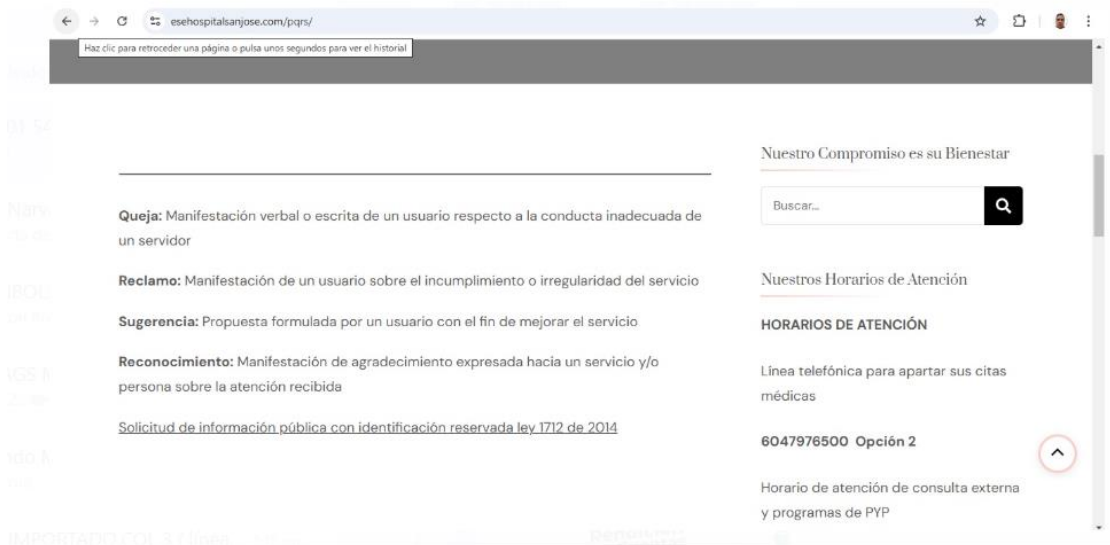 esehospitalsanjose.com/pqrs/
Haz clic para retroceder una página o pulsa unos segundos para ver el historial
Queja: Manifestación verbal o escrita de un usuario respecto a la conducta inadecuada de
un servidor
Reclamo: Manifestación de un usuario sobre el incumplimiento o irregularidad del servicio
Sugerencia: Propuesta formulada por un usuario con el fin de mejorar el servicio
Reconocimiento: Manifestación de agradecimiento expresada hacia un servicio y/o
persona sobre la atención recibida
Solicitud de información pública con identificación reservada ley 1712 de 2014
Nuestro Compromiso es su Bienestar
Buscar...
Nuestros Horarios de Atención
HORARIOS DE ATENCIÓN
Línea telefónica para apartar sus citas
médicas
6047976500 Opción 2
Horario de atención de consulta externa
y programas de PYP